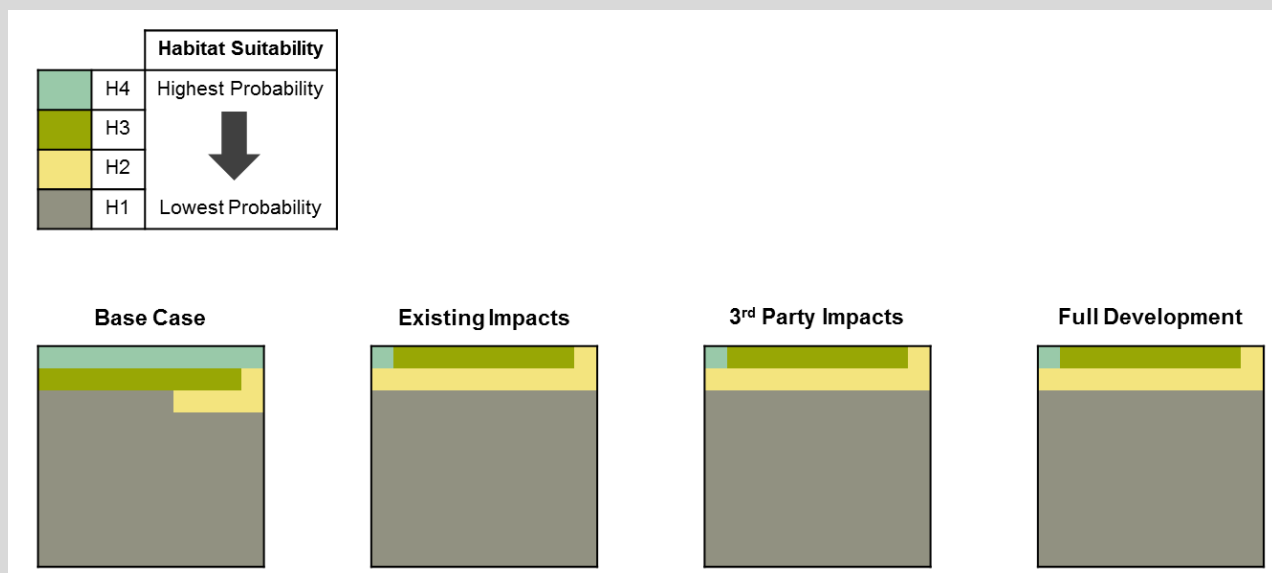 Habitat Suitability
H4 Highest Probability
H3
H2
H1 Lowest Probability
Base Case Existing Impacts 3rd Party Impacts Full Development